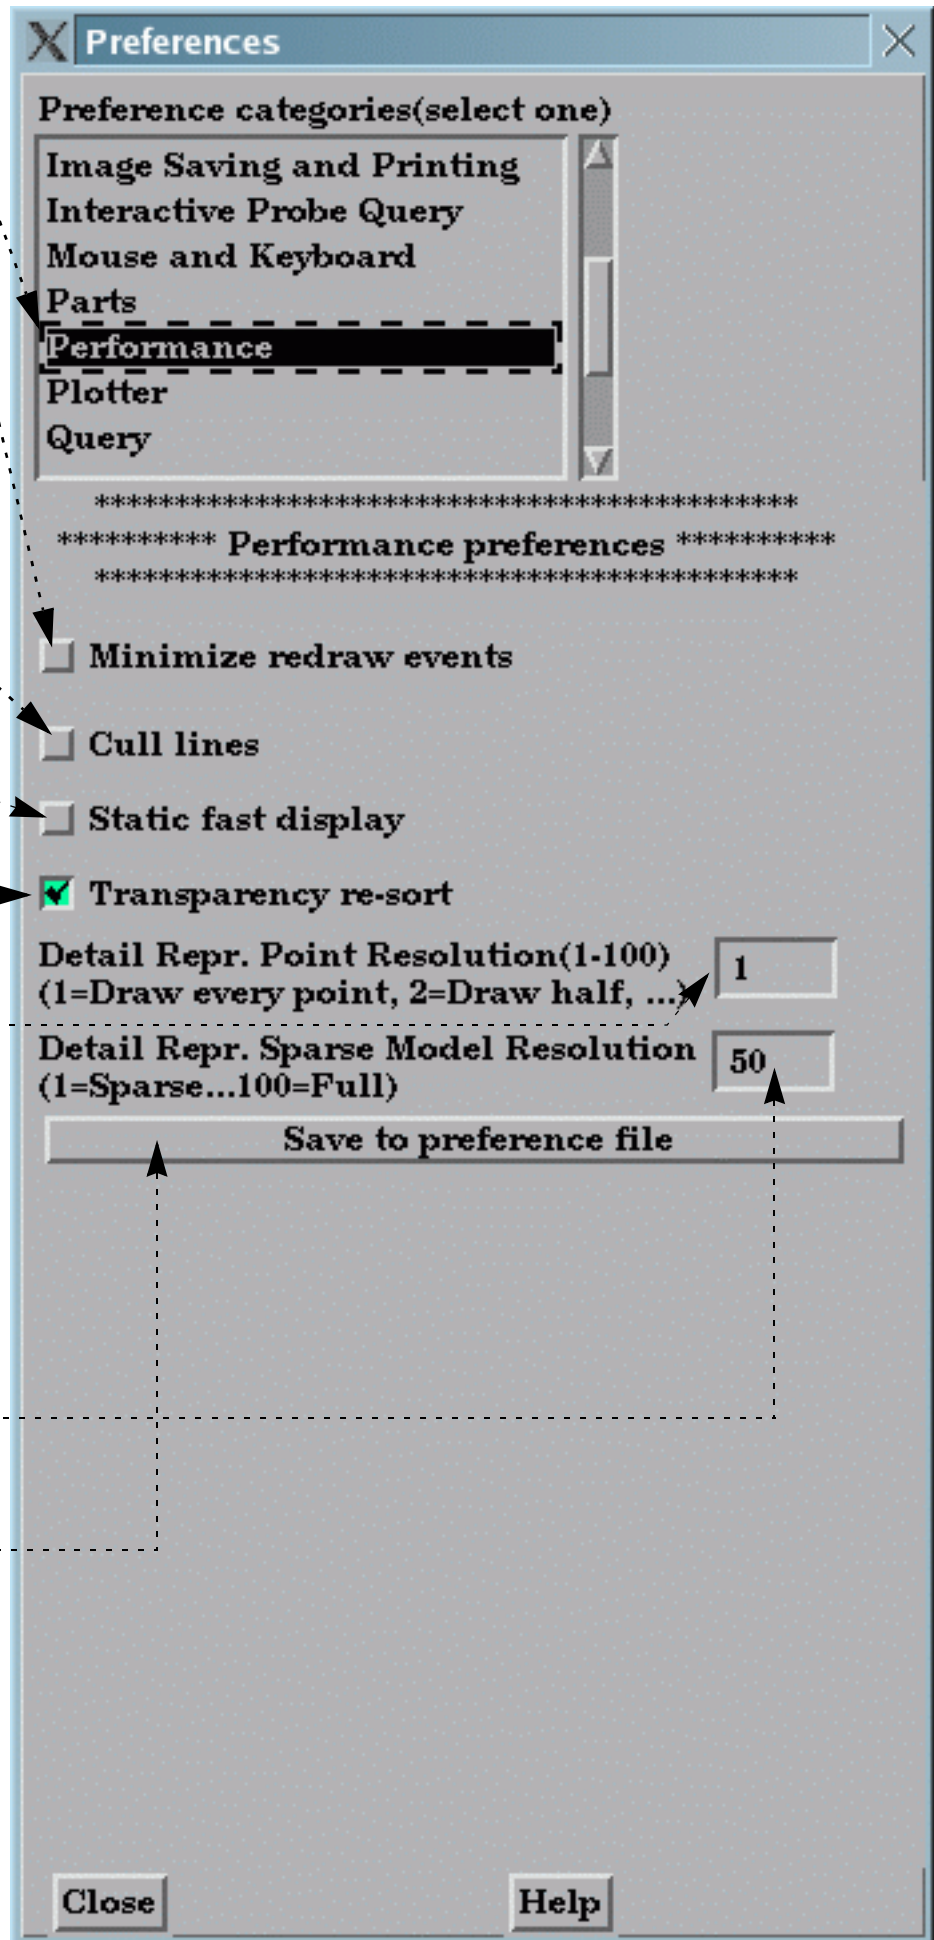 Preferences
Preference categories(select one)
Image Saving and Printing
Interactive Probe Query
Mouse and Keyboard
Parts
Performance
Plotter
Query
********************************************
********** Performance preferences **********
********************************************
Minimize redraw events
Cull lines
Static fast display
Transparency re-sort
Detail Repr. Point Resolution(1-100)
(1=Draw every point, 2=Draw half, ...)
1
Detail Repr. Sparse Model Resolution
(1=Sparse...100=Full)
50
Save to preference file
Close
Help